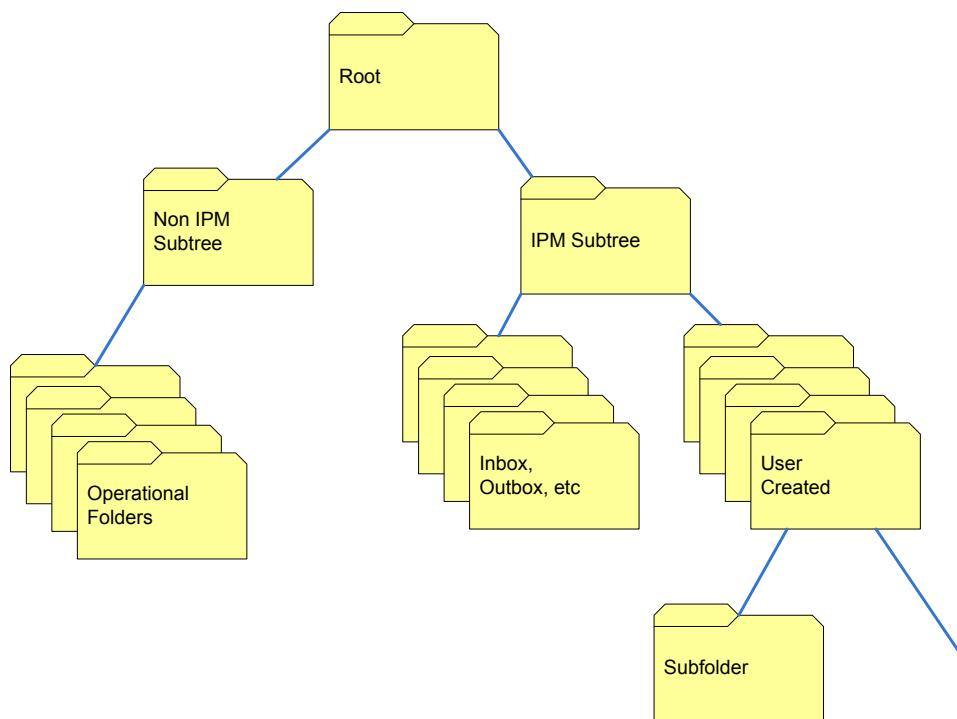 Root
Non IPM
Subtree
IPM Subtree
Operational
Folders
Inbox,
Outbox, etc
User
Created
Subfolder